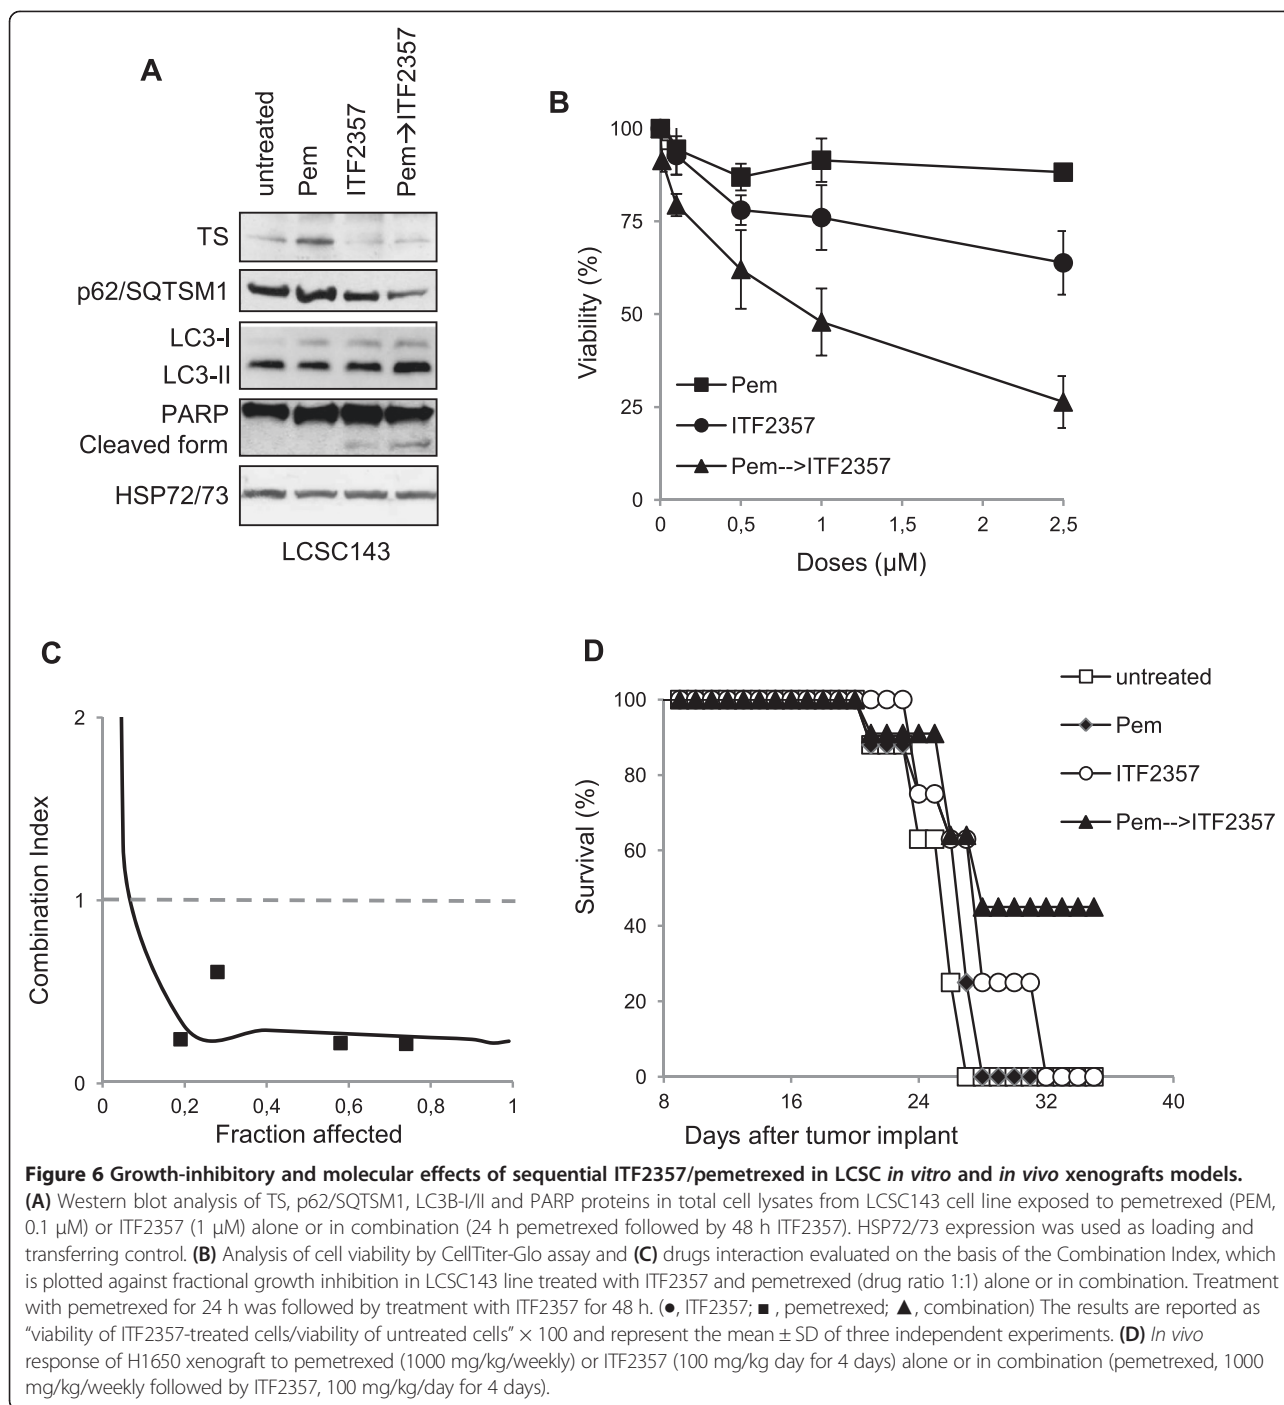 A
untreated
Pem
ITF2357
Pem→ITF2357
TS
p62/SQTSM1
LC3-I
LC3-II
PARP
Cleaved form
HSP72/73
LCSC143
B
100
75
50
25
0
Viability (%)
Pem
ITF2357
Pem-->ITF2357
0 0,5 1 1,5 2 2,5
Doses (µM)
C
2
1
0
Combination Index
0 0,2 0,4 0,6 0,8 1
Fraction affected
D
100
80
60
40
20
0
Survival (%)
8 16 24 32 40
Days after tumor implant
untreated
Pem
ITF2357
Pem-->ITF2357
Figure 6 Growth-inhibitory and molecular effects of sequential ITF2357/pemetrexed in LCSC in vitro and in vivo xenografts models.
(A) Western blot analysis of TS, p62/SQTSM1, LC3B-I/II and PARP proteins in total cell lysates from LCSC143 cell line exposed to pemetrexed (PEM,
0.1 µM) or ITF2357 (1 µM) alone or in combination (24 h pemetrexed followed by 48 h ITF2357). HSP72/73 expression was used as loading and
transferring control. (B) Analysis of cell viability by CellTiter-Glo assay and (C) drugs interaction evaluated on the basis of the Combination Index, which
is plotted against fractional growth inhibition in LCSC143 line treated with ITF2357 and pemetrexed (drug ratio 1:1) alone or in combination. Treatment
with pemetrexed for 24 h was followed by treatment with ITF2357 for 48 h. (●, ITF2357; ■ , pemetrexed; ▲, combination) The results are reported as
“viability of ITF2357-treated cells/viability of untreated cells” × 100 and represent the mean ± SD of three independent experiments. (D) In vivo
response of H1650 xenograft to pemetrexed (1000 mg/kg/weekly) or ITF2357 (100 mg/kg day for 4 days) alone or in combination (pemetrexed, 1000
mg/kg/weekly followed by ITF2357, 100 mg/kg/day for 4 days).